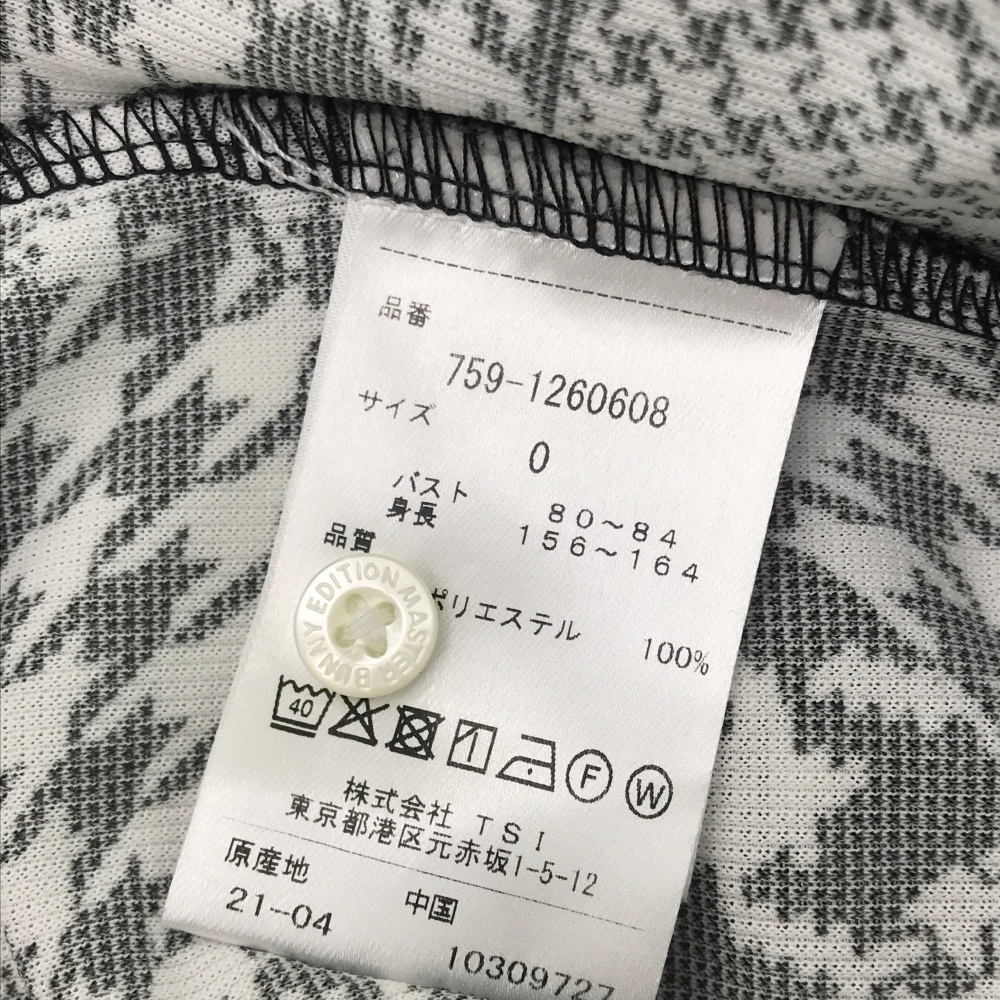 品番
759-1260608
サイズ
0
バスト 80～84
身長 156～164
品質
ポリエステル 100%
MASTER BUNNY EDITION
40
F W
株式会社 TSI
東京都港区元赤坂1-5-12
原産地 中国
21-04 10309727